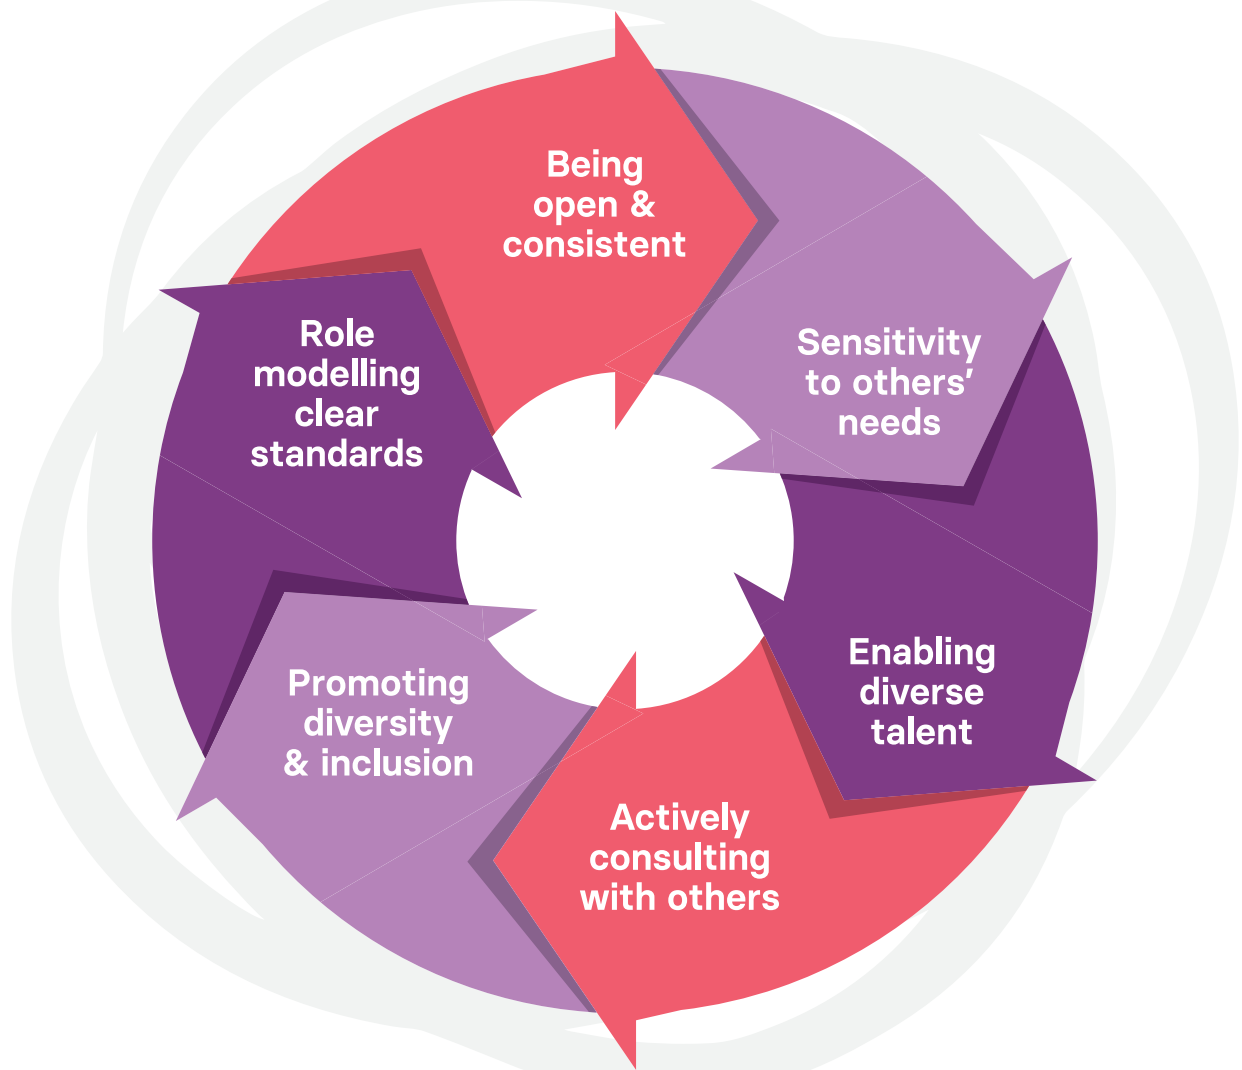 Being
open &
consistent
Sensitivity
to others’
needs
Enabling
diverse
talent
Actively
consulting
with others
Promoting
diversity
& inclusion
Role
modelling
clear
standards